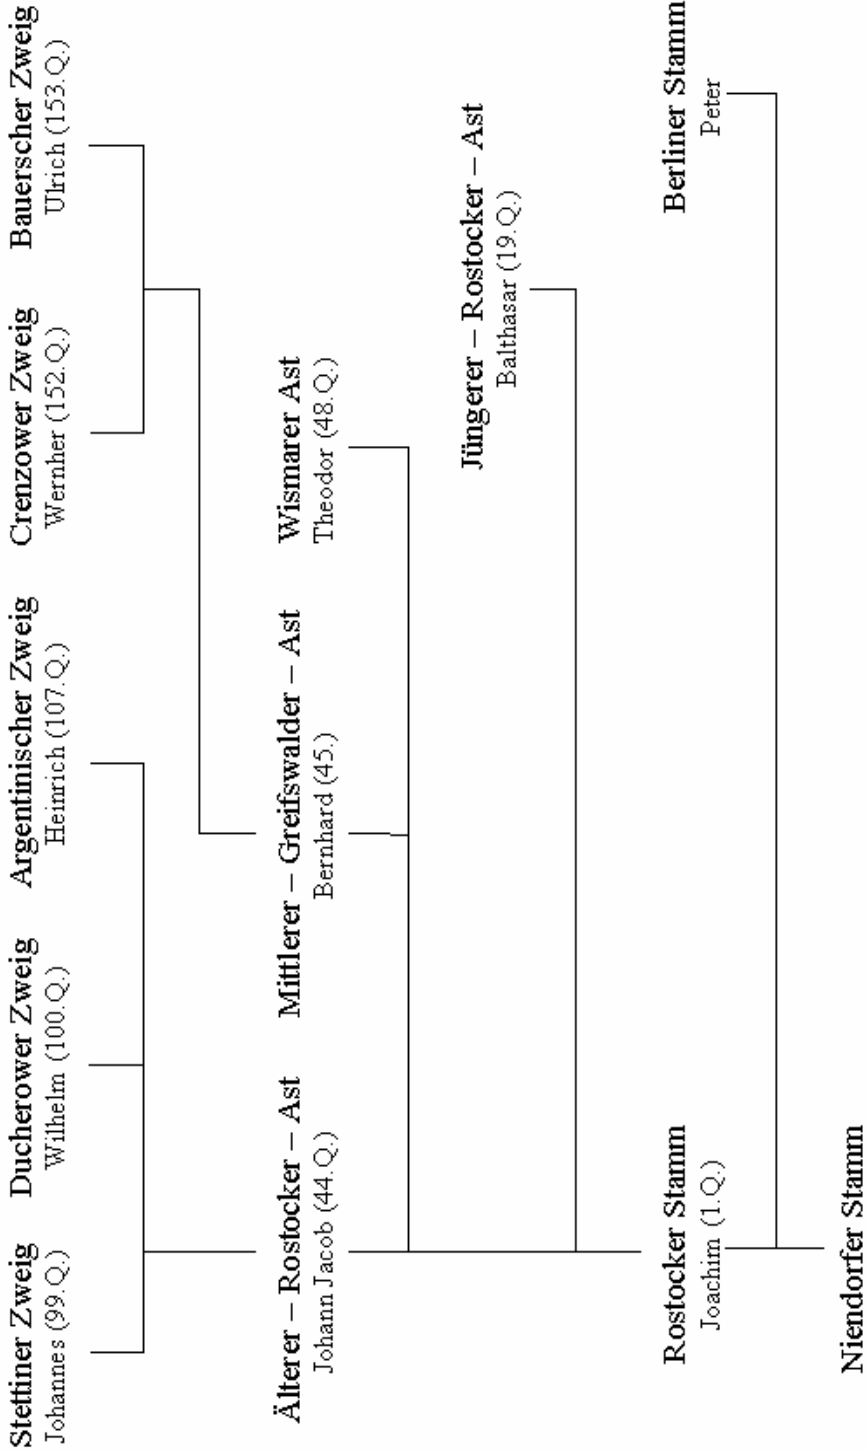 Stettiner Zweig
Johannes (99.Q.)
Ducherower Zweig
Wilhelm (100.Q.)
Argentinischer Zweig
Heinrich (107.Q.)
Crenzower Zweig
Wernher (152.Q.)
Bauerscher Zweig
Ulrich (153.Q.)
Älterer – Rostocker – Ast
Johann Jacob (44.Q.)
Mittlerer – Greifswalder – Ast
Bernhard (45.)
Wismarer Ast
Theodor (48.Q.)
Jüngerer – Rostocker – Ast
Balthasar (19.Q.)
Rostocker Stamm
Joachim (1.Q.)
Berliner Stamm
Peter
Niendorfer Stamm